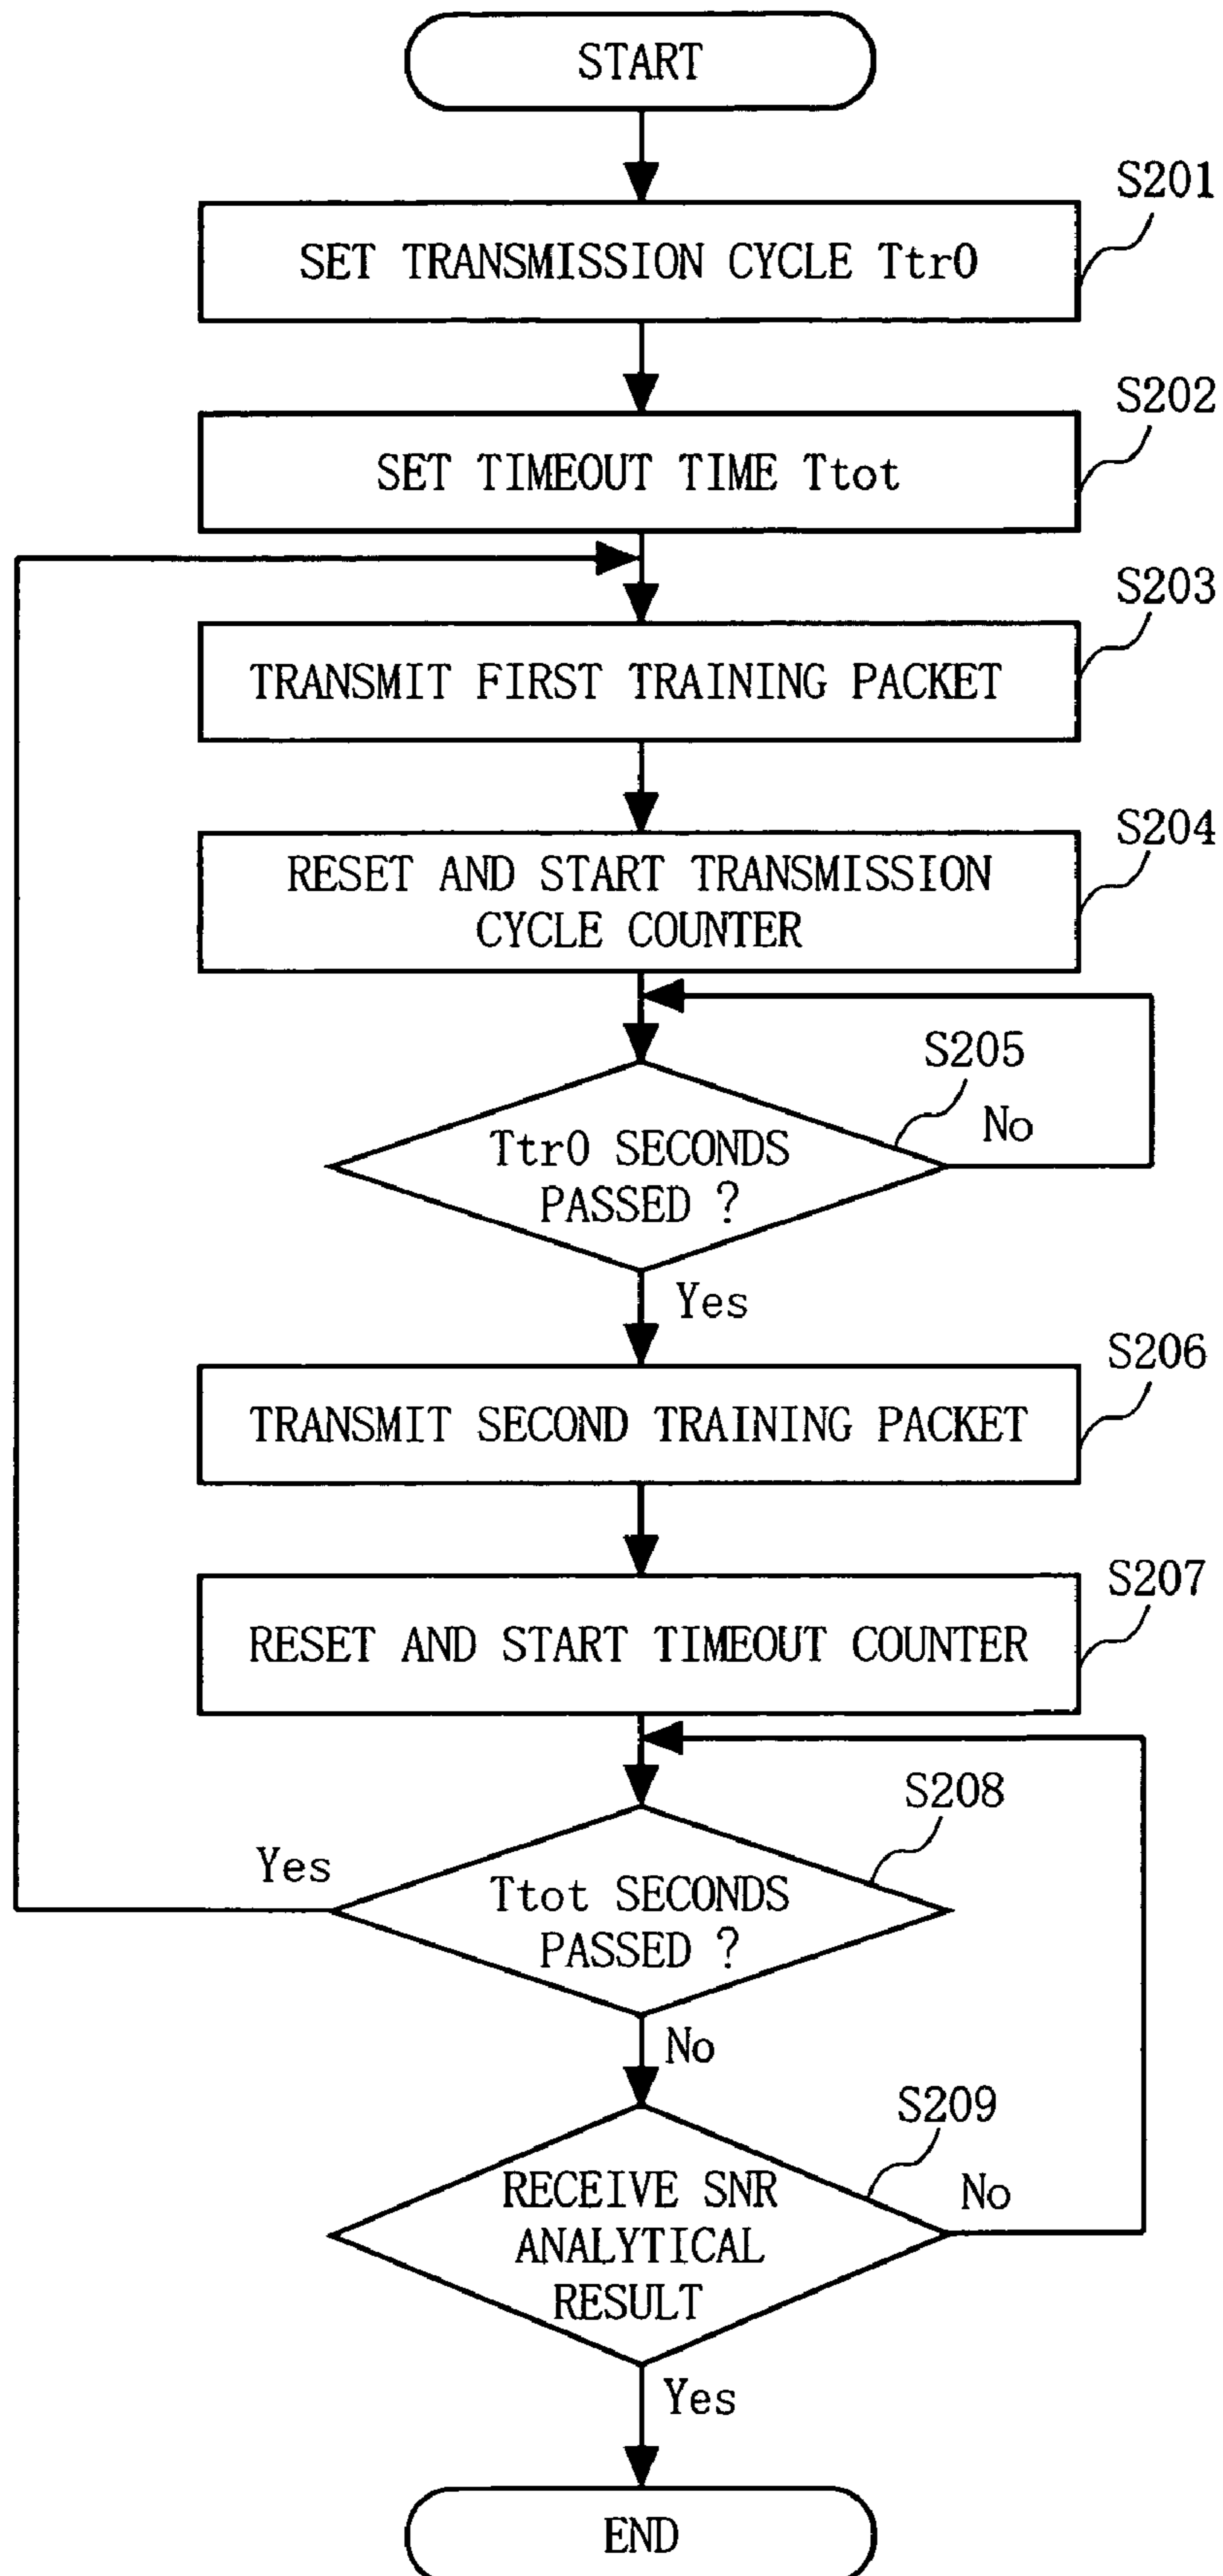 START
S201
SET TRANSMISSION CYCLE Ttr0
S202
SET TIMEOUT TIME Ttot
S203
TRANSMIT FIRST TRAINING PACKET
S204
RESET AND START TRANSMISSION
CYCLE COUNTER
S205
No
Ttr0 SECONDS
PASSED ?
Yes
S206
TRANSMIT SECOND TRAINING PACKET
S207
RESET AND START TIMEOUT COUNTER
S208
Yes
Ttot SECONDS
PASSED ?
No
S209
No
RECEIVE SNR
ANALYTICAL
RESULT
Yes
END